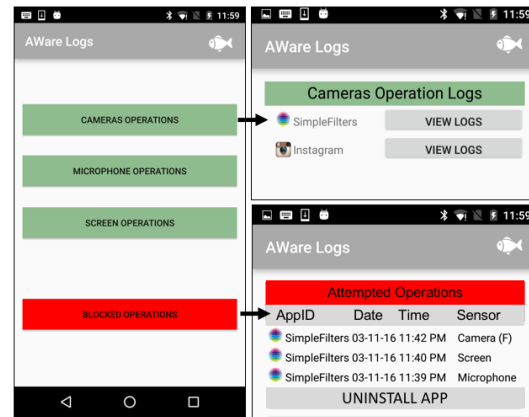 11:59
AWare Logs
CAMERAS OPERATIONS
MICROPHONE OPERATIONS
SCREEN OPERATIONS
BLOCKED OPERATIONS
11:59
AWare Logs
Cameras Operation Logs
SimpleFilters VIEW LOGS
Instagram VIEW LOGS
11:59
AWare Logs
Attempted Operations
AppID Date Time Sensor
SimpleFilters 03-11-16 11:42 PM Camera (F)
SimpleFilters 03-11-16 11:40 PM Screen
SimpleFilters 03-11-16 11:39 PM Microphone
UNINSTALL APP